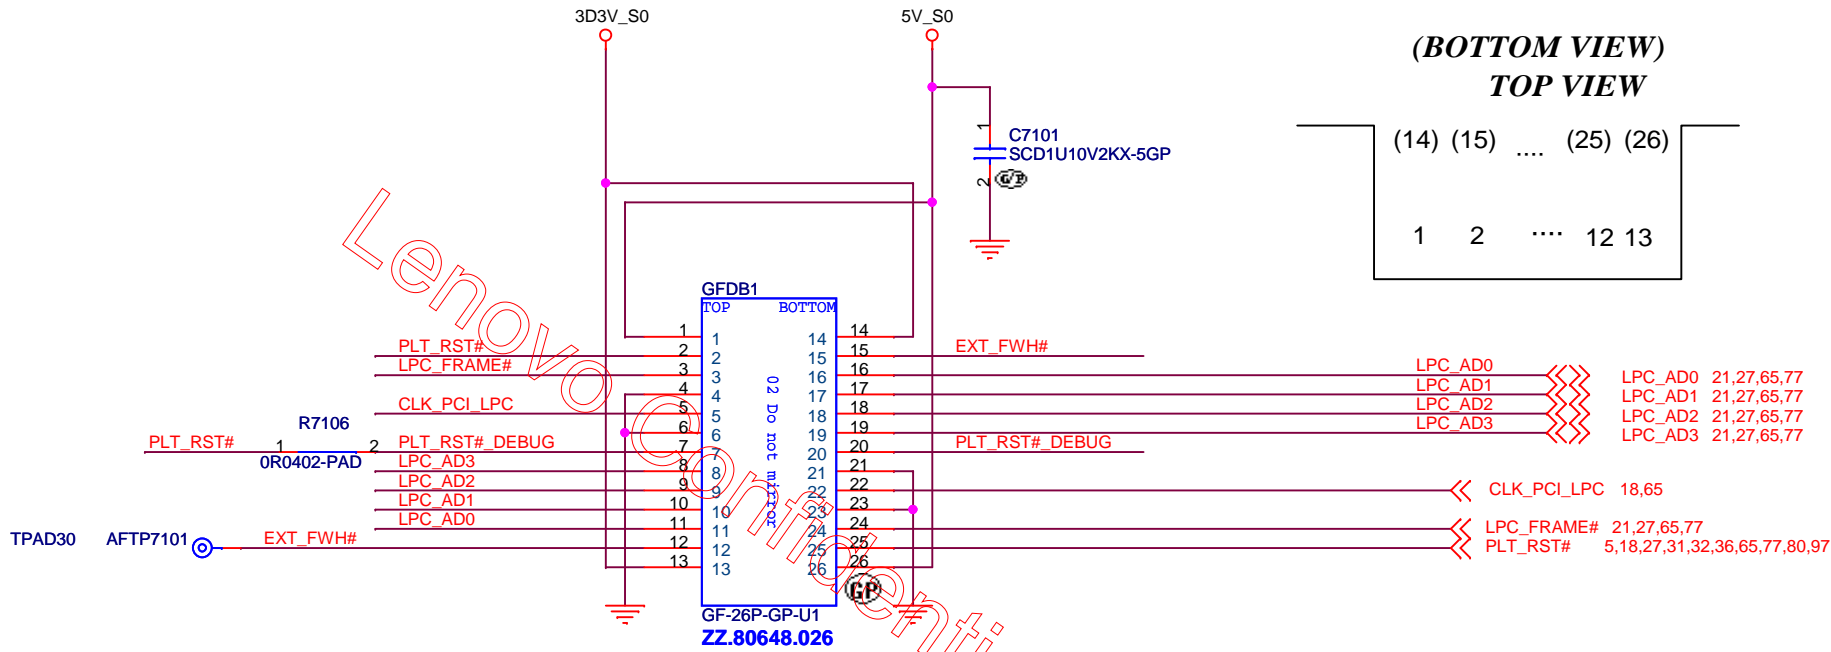 3D3V_S0
5V_S0
(BOTTOM VIEW)
TOP VIEW
(14) (15) .... (25) (26)
1 2 .... 12 13
1
C7101
SCD1U10V2KX-5GP
2
G/P
Lenovo Confidenti
GFDB1
TOP BOTTOM
1 1 14 14
PLT_RST# 2 2 15 15 EXT_FWH#
LPC_FRAME# 3 3 16 16 LPC_AD0 LPC_AD0 21,27,65,77
4 4 17 17 LPC_AD1 LPC_AD1 21,27,65,77
CLK_PCI_LPC 5 5 18 18 LPC_AD2 LPC_AD2 21,27,65,77
6 6 19 19 LPC_AD3 LPC_AD3 21,27,65,77
R7106
PLT_RST# 1 2 PLT_RST#_DEBUG 7 7 20 20 PLT_RST#_DEBUG
0R0402-PAD
LPC_AD3 8 8 21 21
LPC_AD2 9 9 22 22 CLK_PCI_LPC 18,65
LPC_AD1 10 10 23 23
LPC_AD0 11 11 24 24 LPC_FRAME# 21,27,65,77
TPAD30 AFTP7101 EXT_FWH# 12 12 25 25 PLT_RST# 5,18,27,31,32,36,65,77,80,97
13 13 26 26
02 Do not mirror
GP
GF-26P-GP-U1
ZZ.80648.026